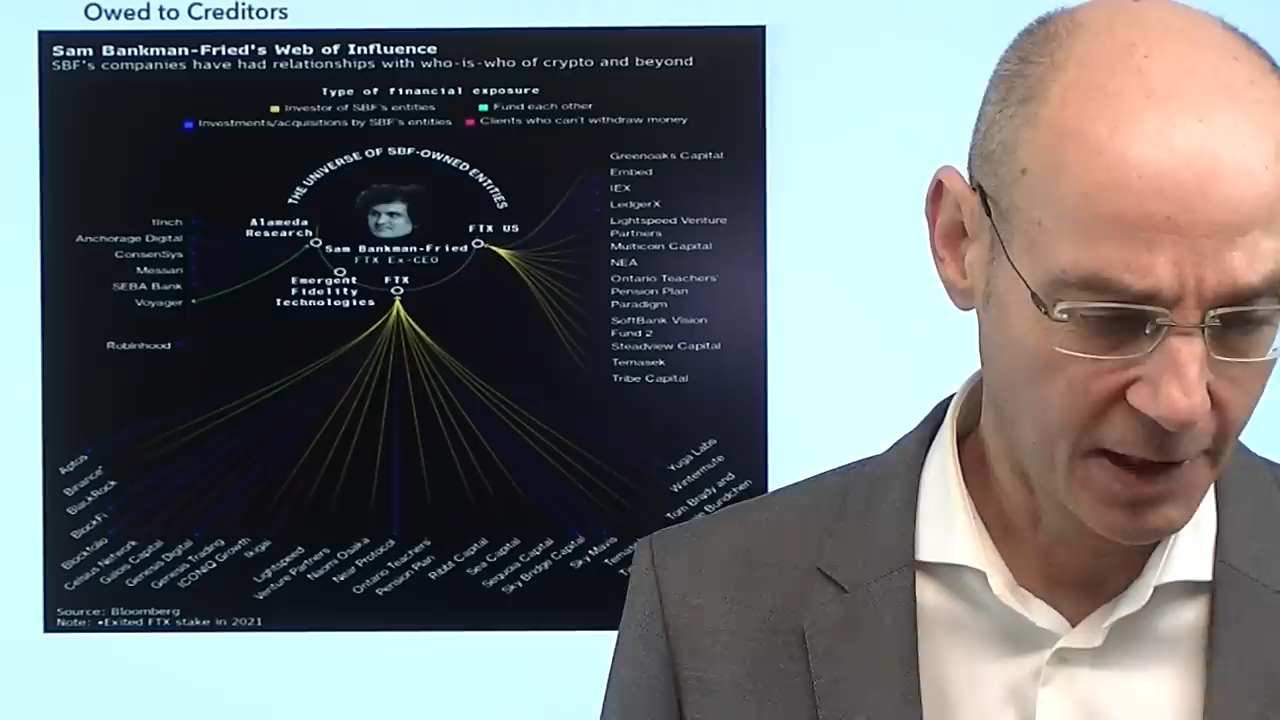 Owed to Creditors
Sam Bankman-Fried's Web of Influence
SBF's companies have had relationships with who-is-who of crypto and beyond
Type of financial exposure
Investor of SBF's entities
Fund each other
Investments/acquisitions by SBF's entities
Clients who can't withdraw money
THE UNIVERSE OF SBF-OWNED ENTITIES
Alameda
Research
Sam Bankman-Fried
FTX Ex-CEO
FTX US
Emergent
Fidelity
Technologies
FTX
1Inch
Anchorage Digital
ConsenSys
Messari
SEBA Bank
Voyager
Robinhood
Greenoaks Capital
Embed
IEX
LedgerX
Lightspeed Venture
Partners
Multicoin Capital
NEA
Ontario Teachers'
Pension Plan
Paradigm
SoftBank Vision
Fund 2
Steadview Capital
Temasek
Tribe Capital
Aptos
Binance*
BlackRock
BlockFi
Blockfolio
Celsius Network
Galois Capital
Genesis Digital
Genesis Trading
ICONIQ Growth
Ikigai
Lightspeed
Venture Partners
Naomi Osaka
Near Protocol
Ontario Teachers'
Pension Plan
Ribbit Capital
Sea Capital
Sequoia Capital
Sky Bridge Capital
Sky Mavis
Tom Brady and
Bundchen
Wintermute
Yuga Labs
Source: Bloomberg
Note: *Exited FTX stake in 2021